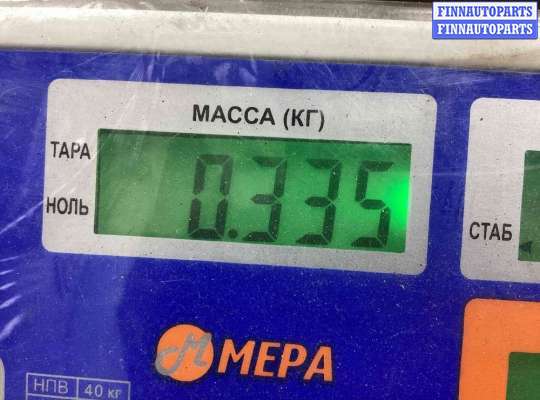 FINNAUTOPARTS
FINNAUTOPARTS
МАССА (КГ)
ТАРА
0.335
НОЛЬ
СТАБ
М МЕРА
НПВ 40 кг